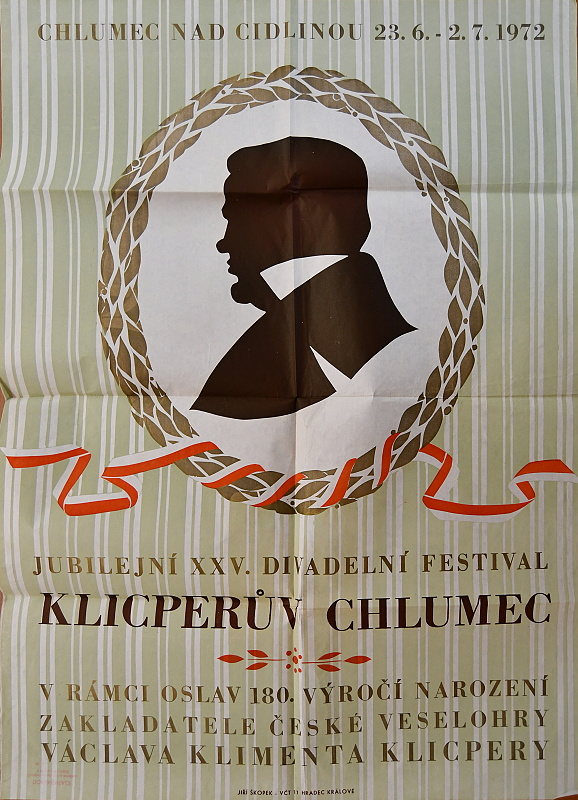 CHLUMEC NAD CIDLINOU 23. 6. - 2. 7. 1972
JUBILEJNÍ XXV. DIVADELNÍ FESTIVAL
KLICPERŮV CHLUMEC
V RÁMCI OSLAV 180. VÝROČÍ NAROZENÍ
ZAKLADATELE ČESKÉ VESELOHRY
VÁCLAVA KLIMENTA KLICPERY
JIŘÍ ŠKOPEK - VČT 11 HRADEC KRÁLOVÉ